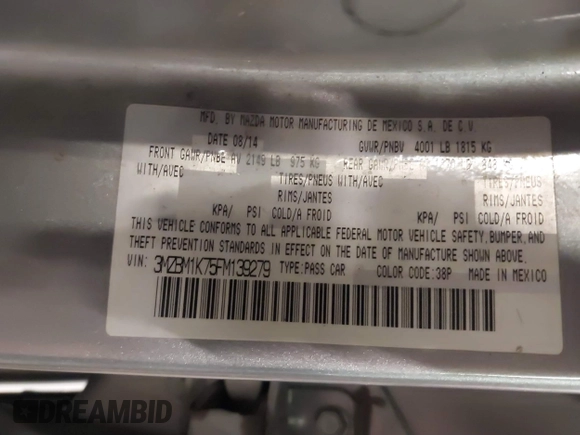 MFD. BY MAZDA MOTOR MANUFACTURING DE MEXICO S.A. DE C.V.
DATE 08/14 GVWR/PNBV 4001 LB 1815 KG
FRONT GAWR/PNBE AV 2149 LB 975 KG REAR
WITH/AVEC TIRES/PNEUS WITH/AVEC TIRES/PNEUS
RIMS/JANTES RIMS/JANTES
KPA/ PSI COLD/A FROID KPA/ PSI COLD/A FROID
THIS VEHICLE CONFORMS TO ALL APPLICABLE FEDERAL MOTOR VEHICLE SAFETY, BUMPER, AND
THEFT PREVENTION STANDARDS IN EFFECT ON THE DATE OF MANUFACTURE SHOWN ABOVE.
VIN: 3MZBM1K75FM139279 TYPE: PASS CAR COLOR CODE: 38P MADE IN MEXICO
DREAMBID